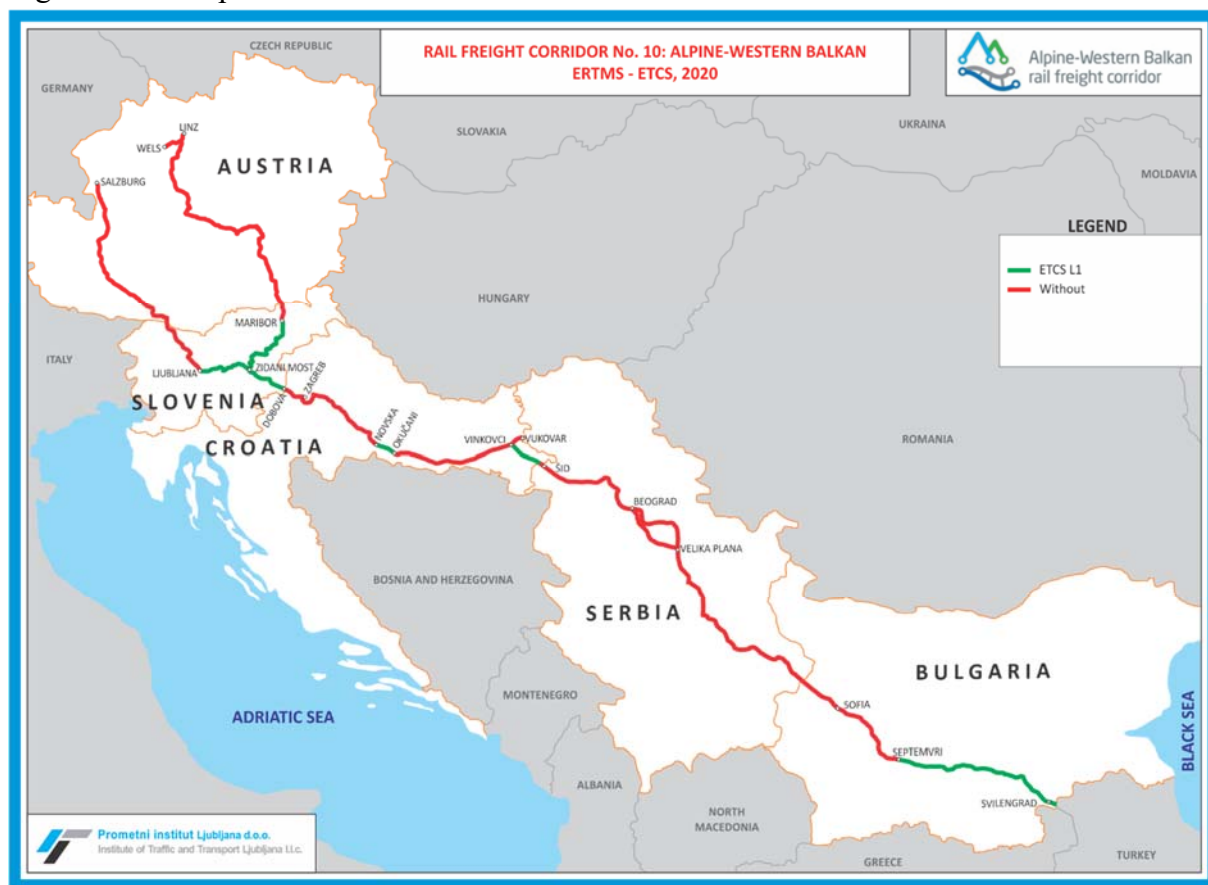 RAIL FREIGHT CORRIDOR No. 10: ALPINE-WESTERN BALKAN
ERTMS - ETCS, 2020
Alpine-Western Balkan
rail freight corridor
CZECH REPUBLIC
GERMANY
SLOVAKIA
UKRAINE
MOLDAVIA
LINZ
WELS
AUSTRIA
SALZBURG
LEGEND
ETCS L1
Without
HUNGARY
MARIBOR
ITALY
LJUBLJANA
ZIDANI MOST
SLOVENIA
DOBOVA
ZAGREB
CROATIA
NOVSKA
OKUČANI
VINKOVCI
VUKOVAR
ŠID
ROMANIA
BEOGRAD
VELIKA PLANA
BOSNIA AND HERZEGOVINA
SERBIA
BULGARIA
MONTENEGRO
SOFIA
ADRIATIC SEA
BLACK SEA
SEPTEMVRI
ALBANIA
SVILENGRAD
NORTH
MACEDONIA
GREECE
TURKEY
Prometni institut Ljubljana d.o.o.
Institute of Traffic and Transport Ljubljana l.l.c.